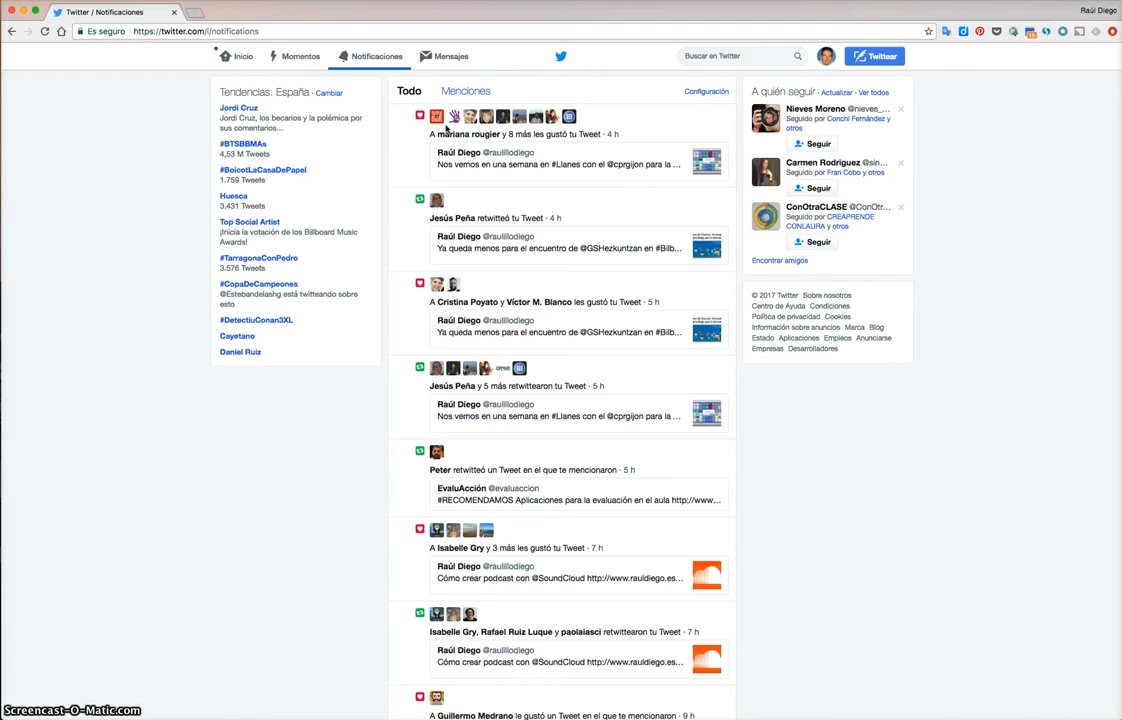 Twitter / Notificaciones
Raúl Diego
Es seguro
https://twitter.com/i/notifications
Inicio
Momentos
Notificaciones
Mensajes
Buscar en Twitter
Twittear
Tendencias: España · Cambiar
Jordi Cruz
Jordi Cruz, los becarios y la polémica por
sus comentarios...
#BTSBBMAs
4,53 M Tweets
#BoicotLaCasaDePapel
1.759 Tweets
Huesca
3.431 Tweets
Top Social Artist
¡Inicia la votación de los Billboard Music
Awards!
#TarragonaConPedro
3.576 Tweets
#CopaDeCampeones
@Estebandelashg está twitteando sobre
esto
#DetectiuConan3XL
Cayetano
Daniel Ruiz
Todo
Menciones
Configuración
A mariana rougier y 8 más les gustó tu Tweet · 4 h
Raúl Diego @raulillodiego
Nos vemos en una semana en #Llanes con el @cprgijon para la ...
Jesús Peña retwitteó tu Tweet · 4 h
Raúl Diego @raulillodiego
Ya queda menos para el encuentro de @GSHezkuntzan en #Bilb...
A Cristina Poyato y Víctor M. Blanco les gustó tu Tweet · 5 h
Raúl Diego @raulillodiego
Ya queda menos para el encuentro de @GSHezkuntzan en #Bilb...
Jesús Peña y 5 más retwittearon tu Tweet · 5 h
Raúl Diego @raulillodiego
Nos vemos en una semana en #Llanes con el @cprgijon para la ...
Peter retwitteó un Tweet en el que te mencionaron · 5 h
EvaluAcción @evaluaccion
#RECOMENDAMOS Aplicaciones para la evaluación en el aula http://www...
A Isabelle Gry y 3 más les gustó tu Tweet · 7 h
Raúl Diego @raulillodiego
Cómo crear podcast con @SoundCloud http://www.rauldiego.es...
Isabelle Gry, Rafael Ruiz Luque y paolaiasci retwittearon tu Tweet · 7 h
Raúl Diego @raulillodiego
Cómo crear podcast con @SoundCloud http://www.rauldiego.es...
A Guillermo Medrano le gustó un Tweet en el que te mencionaron · 9 h
A quién seguir · Actualizar · Ver todos
Nieves Moreno @nieves_...
Seguido por Conchi Fernández y
otros
Seguir
Carmen Rodríguez @sin...
Seguido por Fran Cobo y otros
Seguir
ConOtraCLASE @ConOtr...
Seguido por CREAPRENDE
CONLAURA y otros
Seguir
Encontrar amigos
© 2017 Twitter Sobre nosotros
Centro de Ayuda Condiciones
Política de privacidad Cookies
Información sobre anuncios Marca Blog
Estado Aplicaciones Empleos Anunciarse
Empresas Desarrolladores
Screencast-O-Matic.com